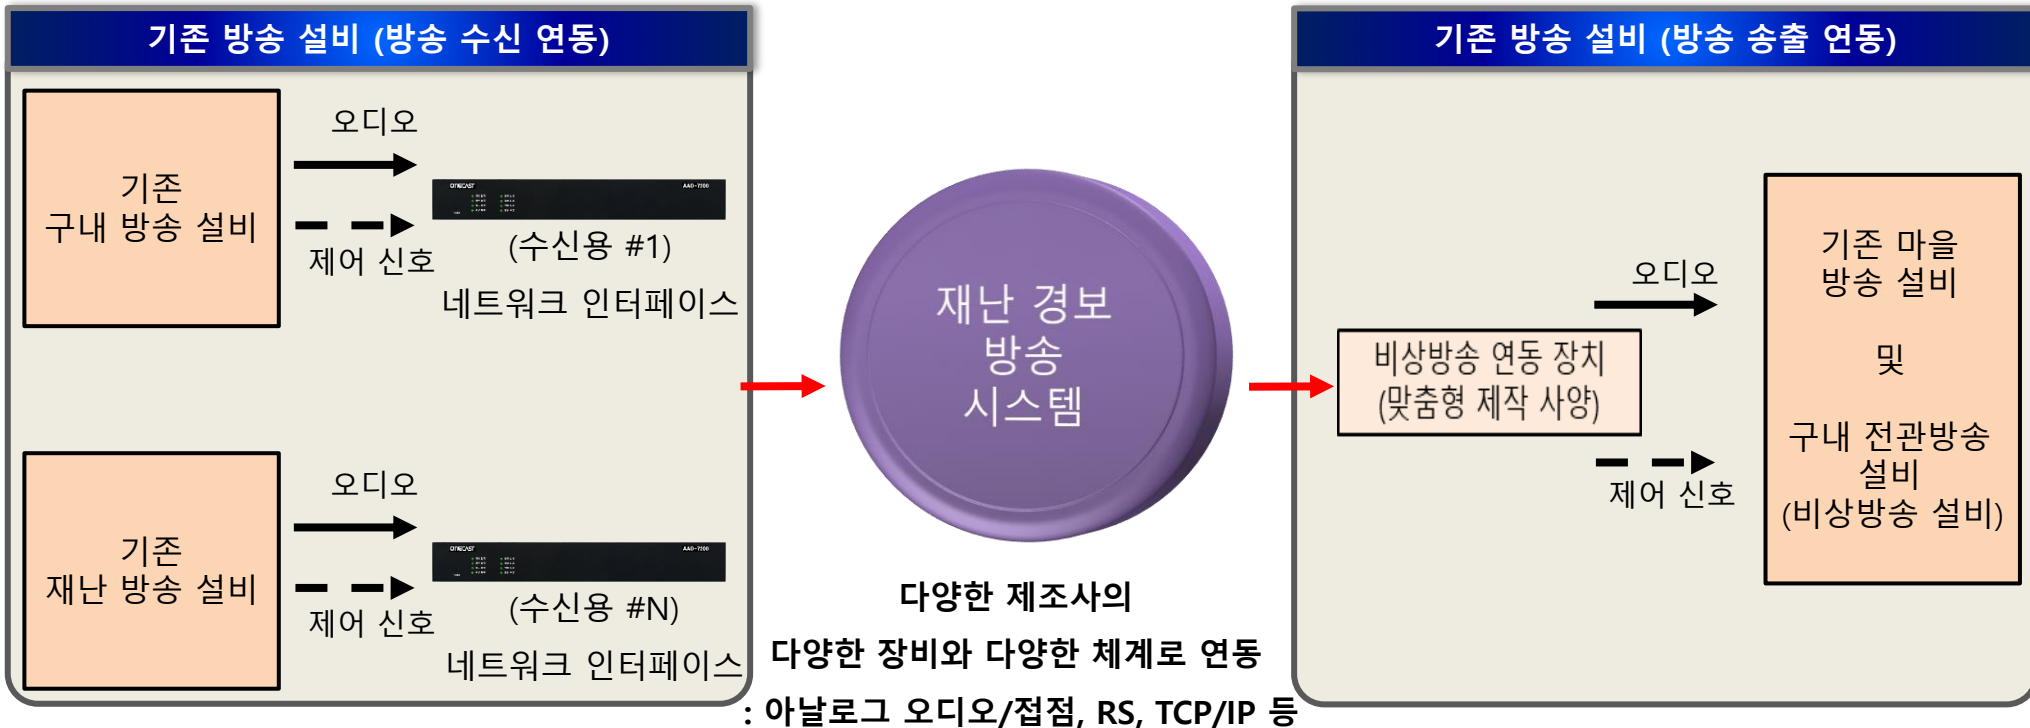 기존 방송 설비 (방송 수신 연동)
기존
구내 방송 설비
오디오
제어 신호
ONECAST
AAD-7200
(수신용 #1)
네트워크 인터페이스
기존
재난 방송 설비
오디오
제어 신호
ONECAST
AAD-7200
(수신용 #N)
네트워크 인터페이스
재난 경보
방송
시스템
다양한 제조사의
다양한 장비와 다양한 체계로 연동
: 아날로그 오디오/접점, RS, TCP/IP 등
기존 방송 설비 (방송 송출 연동)
비상방송 연동 장치
(맞춤형 제작 사양)
오디오
제어 신호
기존 마을
방송 설비
및
구내 전관방송
설비
(비상방송 설비)